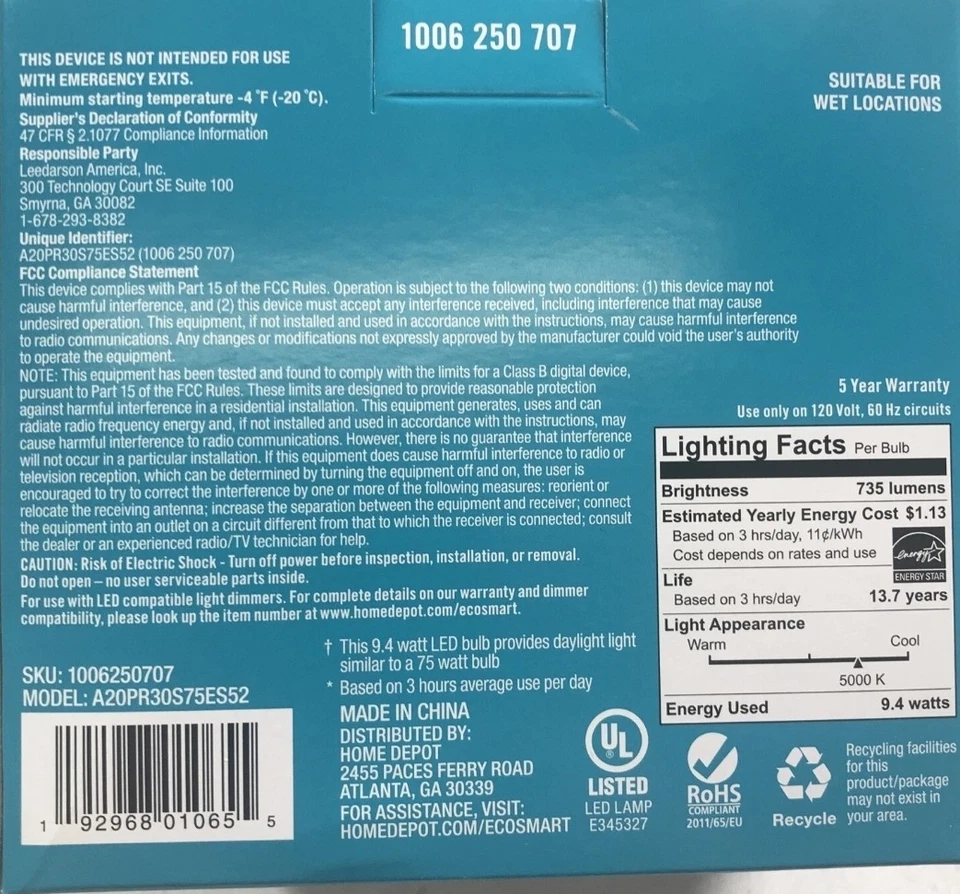 1006 250 707
THIS DEVICE IS NOT INTENDED FOR USE
WITH EMERGENCY EXITS.
Minimum starting temperature -4 °F (-20 °C).
Supplier's Declaration of Conformity
47 CFR § 2.1077 Compliance Information
Responsible Party
Leedarson America, Inc.
300 Technology Court SE Suite 100
Smyrna, GA 30082
1-678-293-8382
Unique Identifier:
A20PR30S75ES52 (1006 250 707)
FCC Compliance Statement
This device complies with Part 15 of the FCC Rules. Operation is subject to the following two conditions: (1) this device may not
cause harmful interference, and (2) this device must accept any interference received, including interference that may cause
undesired operation. This equipment, if not installed and used in accordance with the instructions, may cause harmful interference
to radio communications. Any changes or modifications not expressly approved by the manufacturer could void the user's authority
to operate the equipment.
NOTE: This equipment has been tested and found to comply with the limits for a Class B digital device,
pursuant to Part 15 of the FCC Rules. These limits are designed to provide reasonable protection
against harmful interference in a residential installation. This equipment generates, uses and can
radiate radio frequency energy and, if not installed and used in accordance with the instructions, may
cause harmful interference to radio communications. However, there is no guarantee that interference
will not occur in a particular installation. If this equipment does cause harmful interference to radio or
television reception, which can be determined by turning the equipment off and on, the user is
encouraged to try to correct the interference by one or more of the following measures: reorient or
relocate the receiving antenna; increase the separation between the equipment and receiver; connect
the equipment into an outlet on a circuit different from that to which the receiver is connected; consult
the dealer or an experienced radio/TV technician for help.
CAUTION: Risk of Electric Shock - Turn off power before inspection, installation, or removal.
Do not open – no user serviceable parts inside.
For use with LED compatible light dimmers. For complete details on our warranty and dimmer
compatibility, please look up the item number at www.homedepot.com/ecosmart.
SUITABLE FOR
WET LOCATIONS
5 Year Warranty
Use only on 120 Volt, 60 Hz circuits
Lighting Facts Per Bulb
Brightness 735 lumens
Estimated Yearly Energy Cost $1.13
Based on 3 hrs/day, 11¢/kWh
Cost depends on rates and use
energy
ENERGY STAR
Life
Based on 3 hrs/day 13.7 years
Light Appearance
Warm Cool
5000 K
Energy Used 9.4 watts
† This 9.4 watt LED bulb provides daylight light
similar to a 75 watt bulb
* Based on 3 hours average use per day
SKU: 1006250707
MODEL: A20PR30S75ES52
1 92968 01065 5
MADE IN CHINA
DISTRIBUTED BY:
HOME DEPOT
2455 PACES FERRY ROAD
ATLANTA, GA 30339
FOR ASSISTANCE, VISIT:
HOMEDEPOT.COM/ECOSMART
UL
LISTED
LED LAMP
E345327
RoHS
COMPLIANT
2011/65/EU
Recycle
Recycling facilities
for this
product/package
may not exist in
your area.